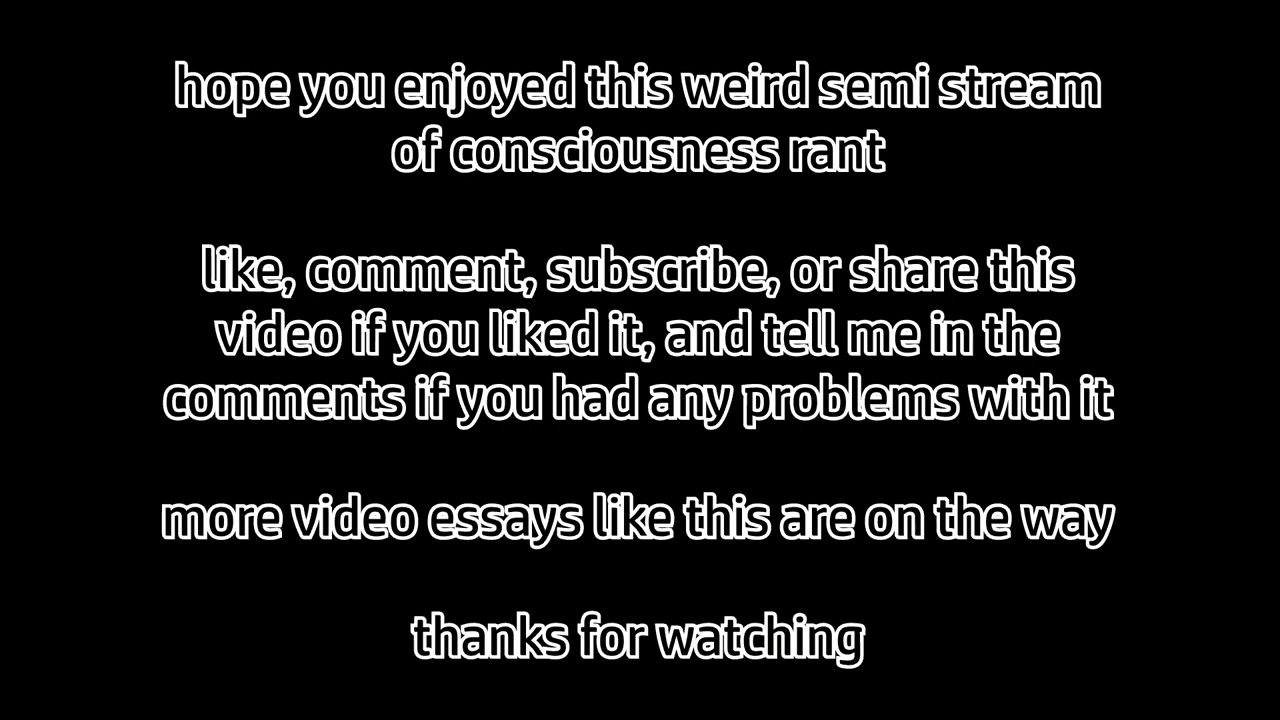 hope you enjoyed this weird semi stream
of consciousness rant
like, comment, subscribe, or share this
video if you liked it, and tell me in the
comments if you had any problems with it
more video essays like this are on the way
thanks for watching